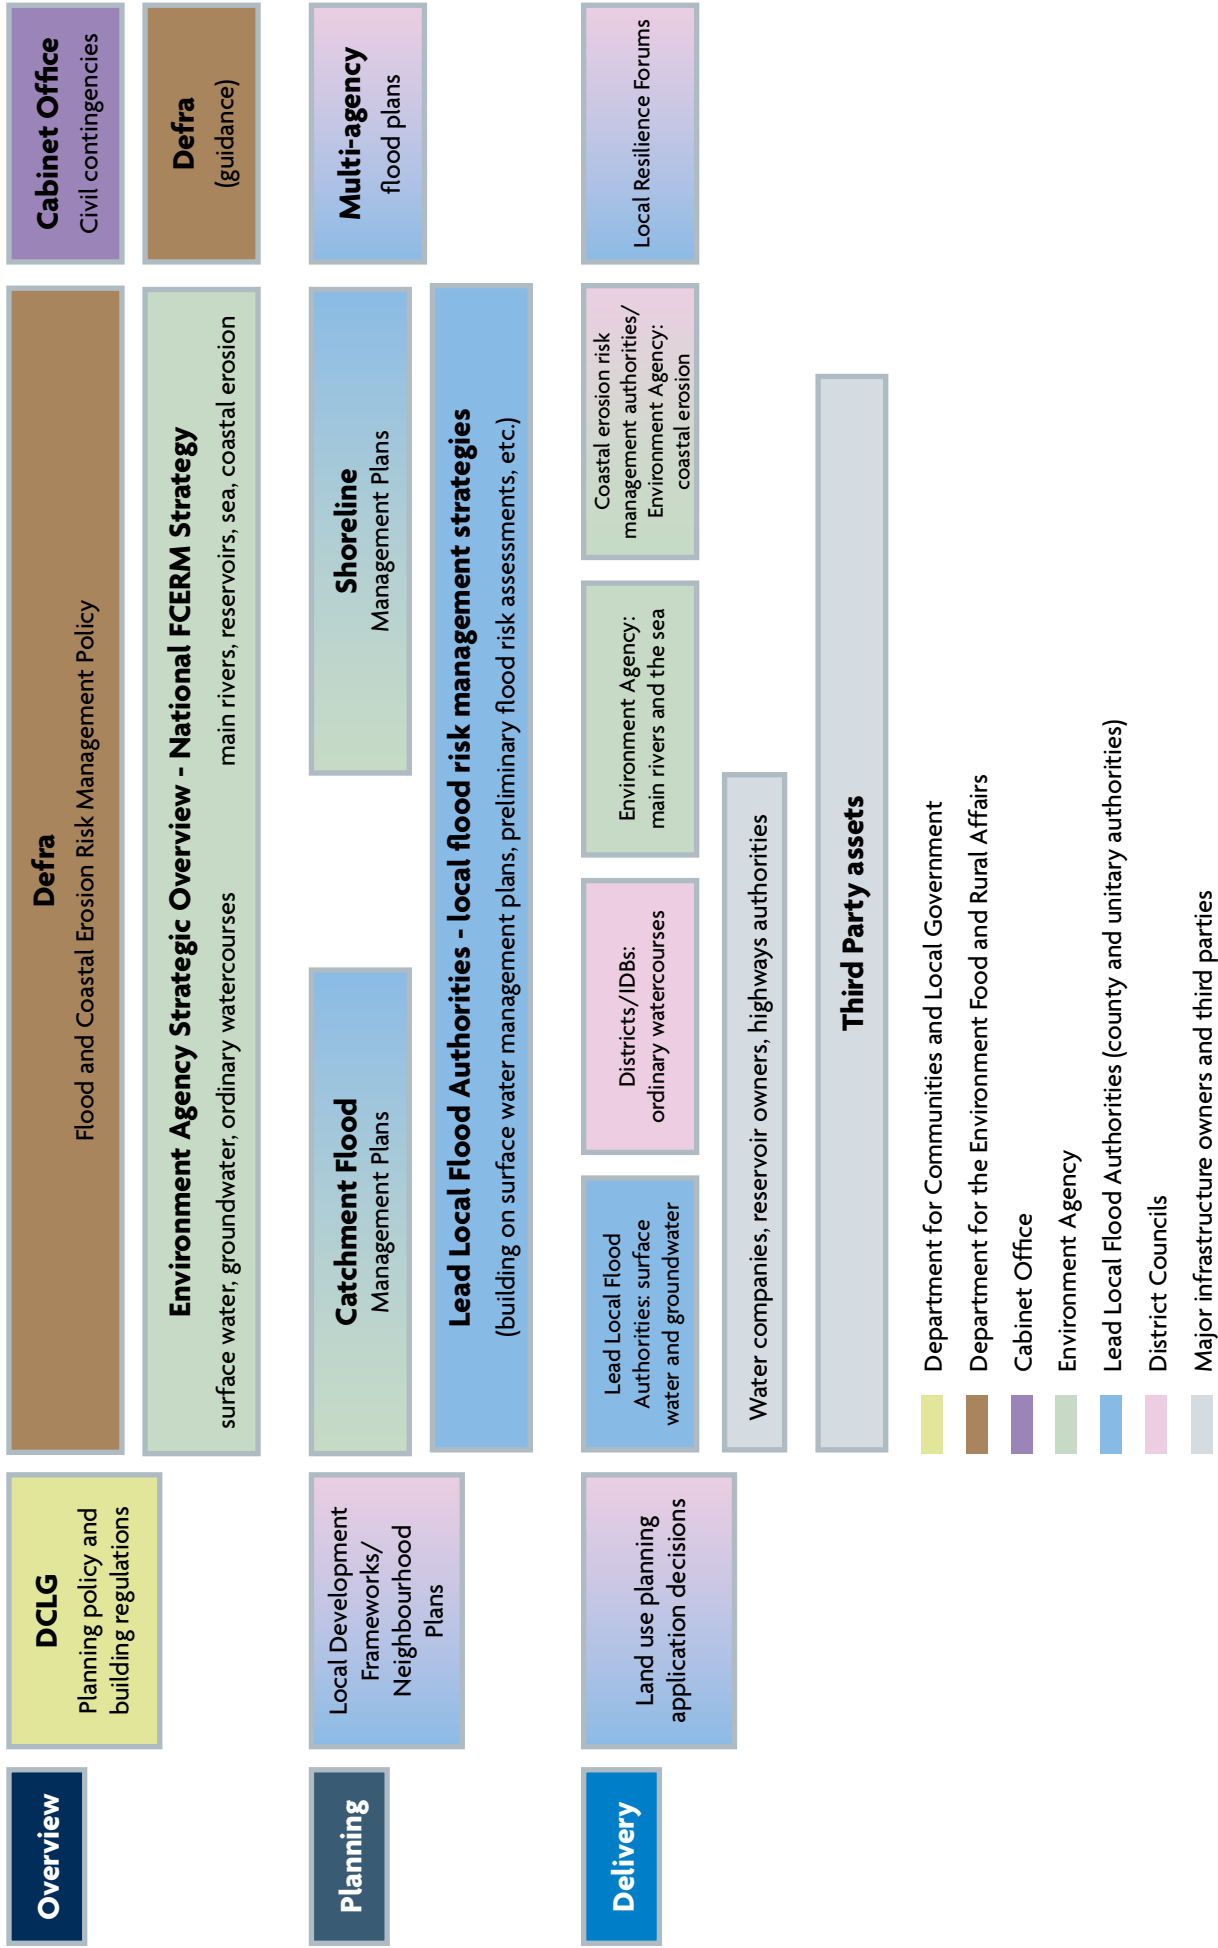 Overview
DCLG
Planning policy and
building regulations
Defra
Flood and Coastal Erosion Risk Management Policy
Cabinet Office
Civil contingencies
Environment Agency Strategic Overview - National FCERM Strategy
surface water, groundwater, ordinary watercourses
main rivers, reservoirs, sea, coastal erosion
Defra
(guidance)
Planning
Local Development
Frameworks/
Neighbourhood
Plans
Catchment Flood
Management Plans
Shoreline
Management Plans
Multi-agency
flood plans
Lead Local Flood Authorities - local flood risk management strategies
(building on surface water management plans, preliminary flood risk assessments, etc.)
Delivery
Land use planning
application decisions
Lead Local Flood
Authorities: surface
water and groundwater
Districts/IDBs:
ordinary watercourses
Environment Agency:
main rivers and the sea
Coastal erosion risk
management authorities/
Environment Agency:
coastal erosion
Local Resilience Forums
Water companies, reservoir owners, highways authorities
Third Party assets
Department for Communities and Local Government
Department for the Environment Food and Rural Affairs
Cabinet Office
Environment Agency
Lead Local Flood Authorities (county and unitary authorities)
District Councils
Major infrastructure owners and third parties